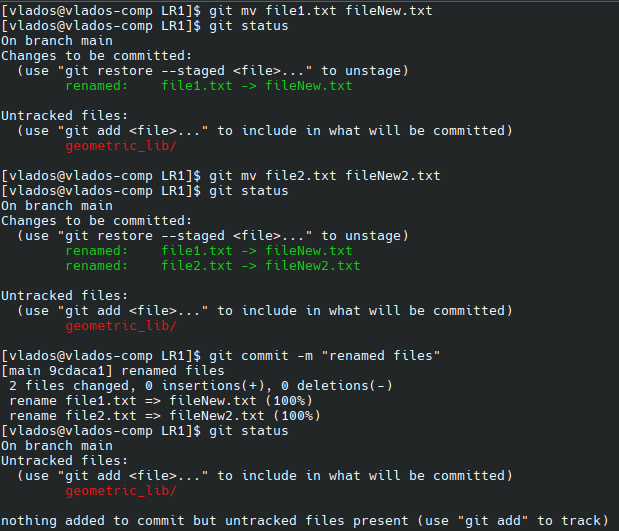 [vlados@vlados-comp LR1]$ git mv file1.txt fileNew.txt
[vlados@vlados-comp LR1]$ git status
On branch main
Changes to be committed:
  (use "git restore --staged <file>..." to unstage)
        renamed:    file1.txt -> fileNew.txt

Untracked files:
  (use "git add <file>..." to include in what will be committed)
        geometric_lib/

[vlados@vlados-comp LR1]$ git mv file2.txt fileNew2.txt
[vlados@vlados-comp LR1]$ git status
On branch main
Changes to be committed:
  (use "git restore --staged <file>..." to unstage)
        renamed:    file1.txt -> fileNew.txt
        renamed:    file2.txt -> fileNew2.txt

Untracked files:
  (use "git add <file>..." to include in what will be committed)
        geometric_lib/

[vlados@vlados-comp LR1]$ git commit -m "renamed files"
[main 9cdaca1] renamed files
 2 files changed, 0 insertions(+), 0 deletions(-)
 rename file1.txt => fileNew.txt (100%)
 rename file2.txt => fileNew2.txt (100%)
[vlados@vlados-comp LR1]$ git status
On branch main
Untracked files:
  (use "git add <file>..." to include in what will be committed)
        geometric_lib/

nothing added to commit but untracked files present (use "git add" to track)